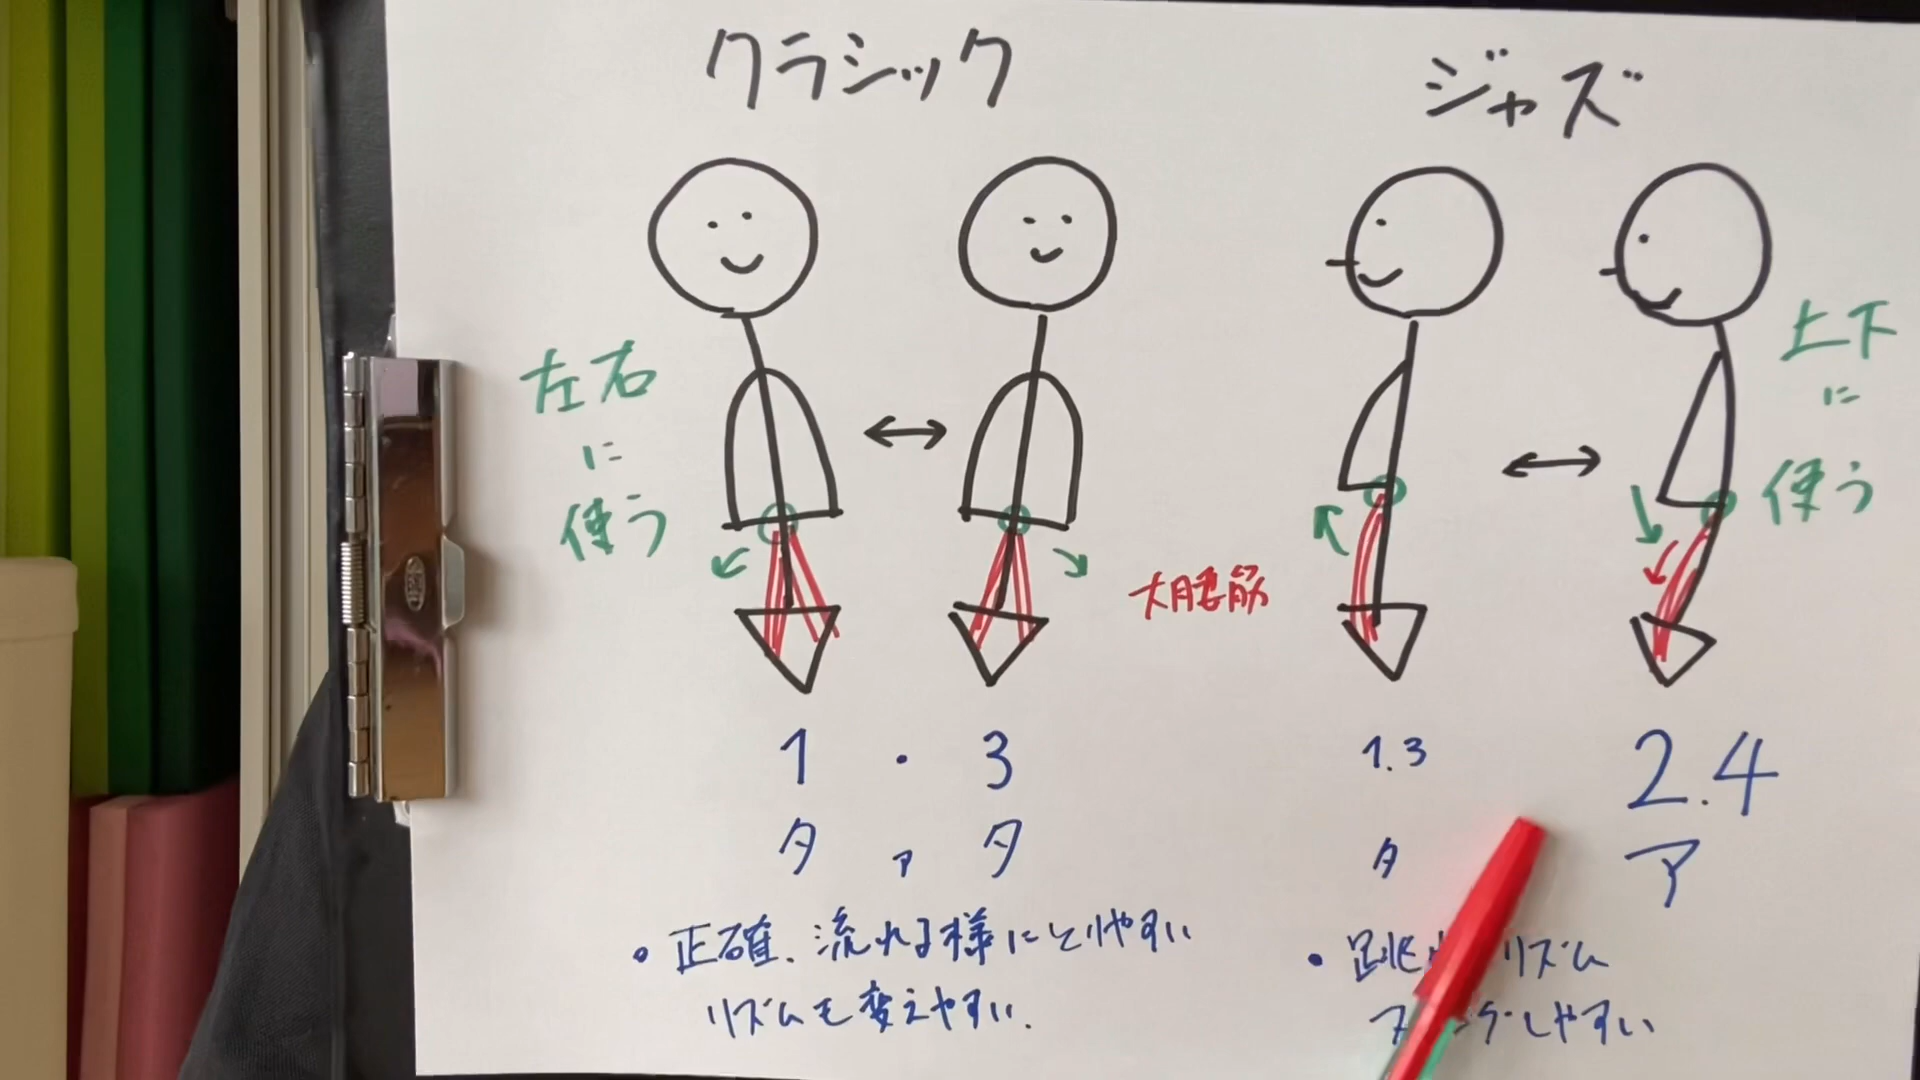 クラシック
ジャズ
左右
に
使う
上下
に
使う
大腰筋
1 ・ 3
タ ァ タ
1.3
2.4
タ
ア
・正確、流れる様にとりやすい
リズムも変えやすい.
・跳 リズム
しやすい